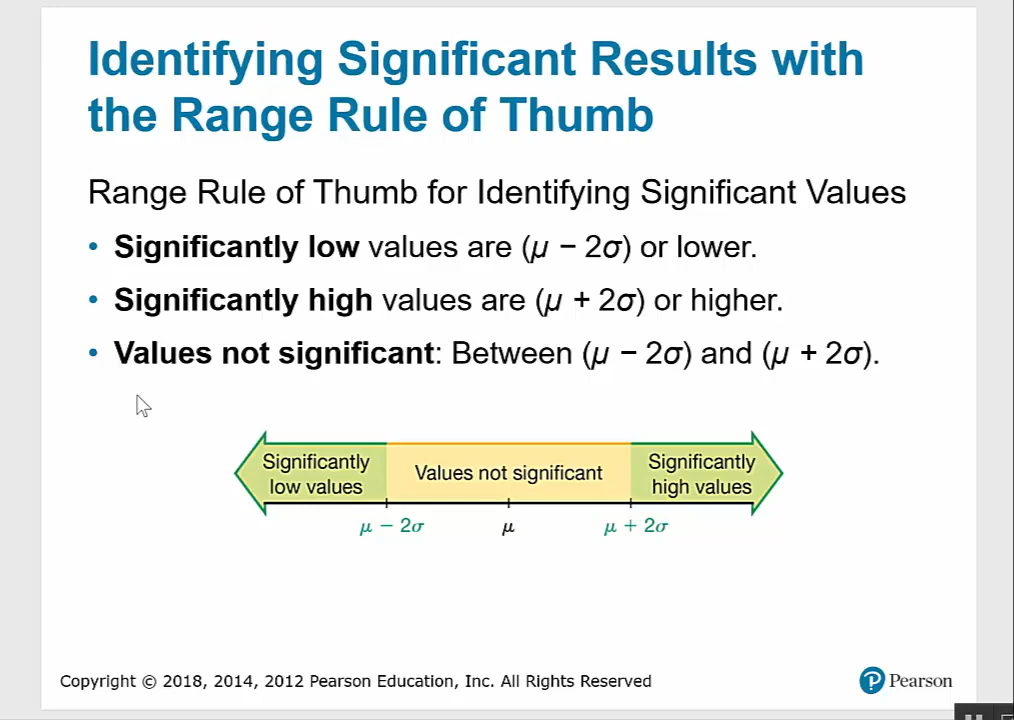 Identifying Significant Results with
the Range Rule of Thumb
Range Rule of Thumb for Identifying Significant Values
• Significantly low values are (μ − 2σ) or lower.
• Significantly high values are (μ + 2σ) or higher.
• Values not significant: Between (μ − 2σ) and (μ + 2σ).
Significantly
low values
Values not significant
Significantly
high values
μ − 2σ
μ
μ + 2σ
Copyright © 2018, 2014, 2012 Pearson Education, Inc. All Rights Reserved
P Pearson